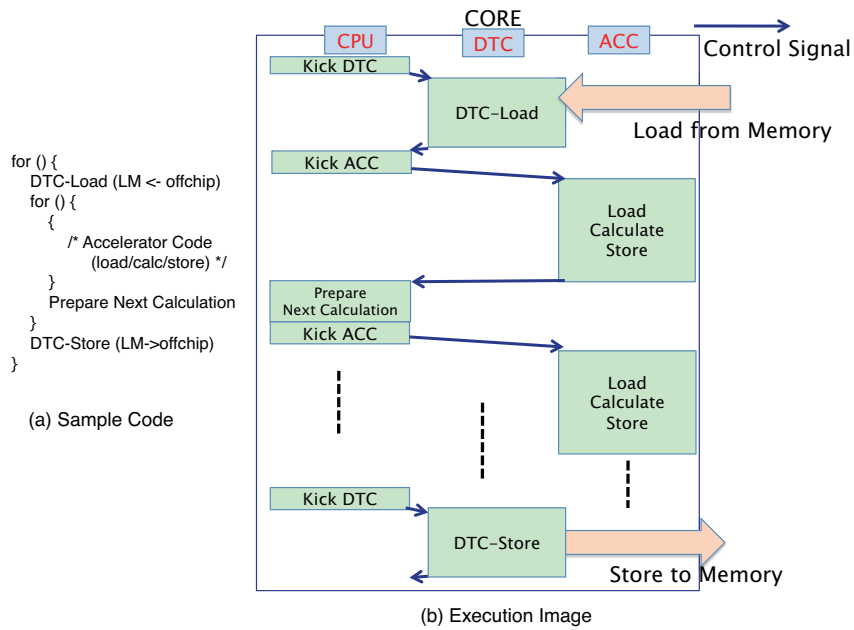 CORE
CPU
DTC
ACC
Control Signal
Kick DTC
DTC-Load
Load from Memory
Kick ACC
Load
Calculate
Store
Prepare
Next Calculation
Kick ACC
Load
Calculate
Store
Kick DTC
DTC-Store
Store to Memory
for () {
DTC-Load (LM <- offchip)
for () {
{
/* Accelerator Code
(load/calc/store) */
}
Prepare Next Calculation
}
DTC-Store (LM->offchip)
}
(a) Sample Code
(b) Execution Image